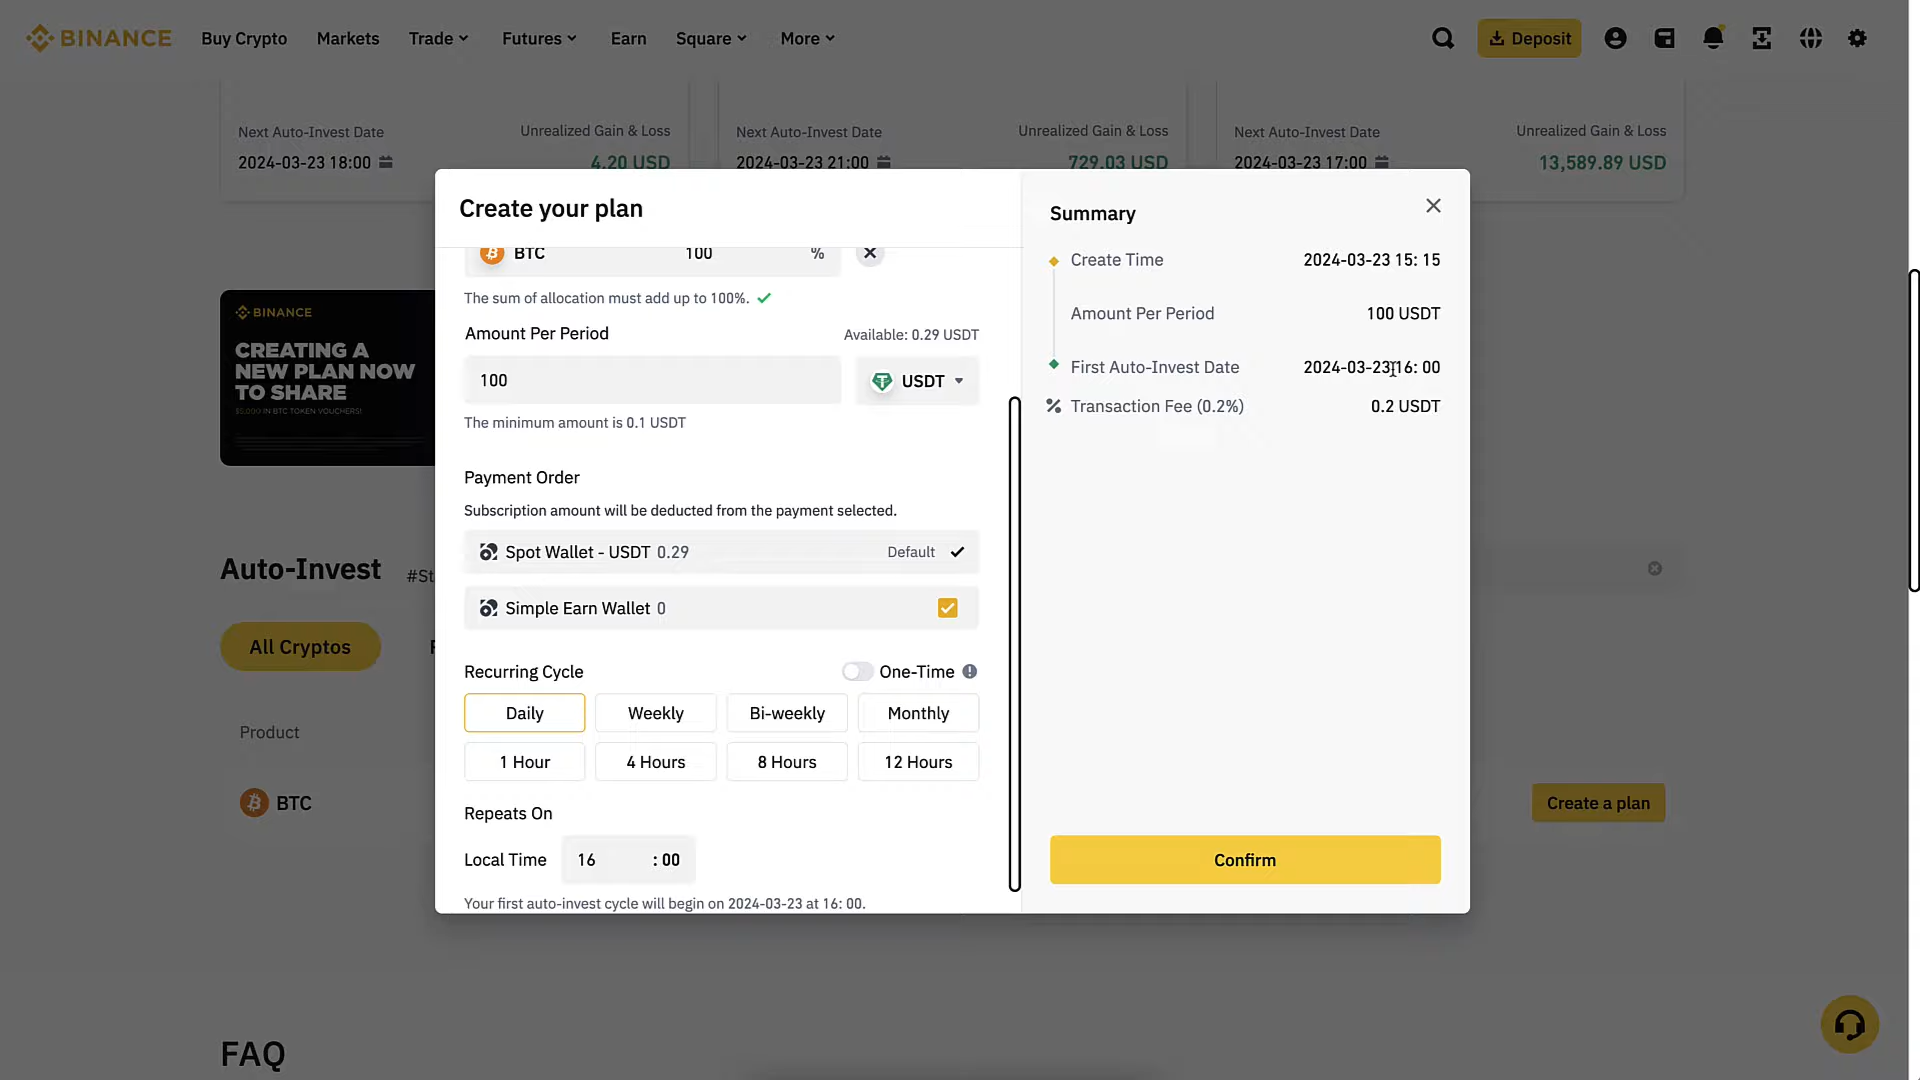 BINANCE
Buy Crypto
Markets
Trade
Futures
Earn
Square
More
Deposit
Next Auto-Invest Date
Unrealized Gain & Loss
2024-03-23 18:00
4.20 USD
Next Auto-Invest Date
Unrealized Gain & Loss
2024-03-23 21:00
729.03 USD
Next Auto-Invest Date
Unrealized Gain & Loss
2024-03-23 17:00
13,589.89 USD
BINANCE
CREATING A
NEW PLAN NOW
TO SHARE
$5,000 IN BTC TOKEN VOUCHERS!
Auto-Invest
#St
All Cryptos
Product
BTC
Create a plan
FAQ
Create your plan
BTC
100
%
The sum of allocation must add up to 100%.
Amount Per Period
Available: 0.29 USDT
100
USDT
The minimum amount is 0.1 USDT
Payment Order
Subscription amount will be deducted from the payment selected.
Spot Wallet - USDT 0.29
Default
Simple Earn Wallet 0
Recurring Cycle
One-Time
Daily
Weekly
Bi-weekly
Monthly
1 Hour
4 Hours
8 Hours
12 Hours
Repeats On
Local Time
16 : 00
Your first auto-invest cycle will begin on 2024-03-23 at 16: 00.
Summary
Create Time
2024-03-23 15: 15
Amount Per Period
100 USDT
First Auto-Invest Date
2024-03-23 16: 00
Transaction Fee (0.2%)
0.2 USDT
Confirm